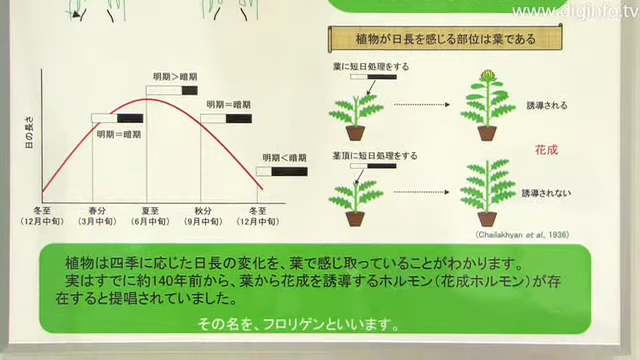 www.diginfo.tv
植物が日長を感じる部位は葉である
葉に短日処理をする
誘導される
花成
茎頂に短日処理をする
誘導されない
(Chailakhyan et al., 1936)
日の長さ
明期>暗期
明期=暗期
明期=暗期
明期<暗期
冬至 春分 夏至 秋分 冬至
(12月中旬) (3月中旬) (6月中旬) (9月中旬) (12月中旬)
植物は四季に応じた日長の変化を、葉で感じ取っていることがわかります。
実はすでに約140年前から、葉から花成を誘導するホルモン(花成ホルモン)が存
在すると提唱されていました。
その名を、フロリゲンといいます。